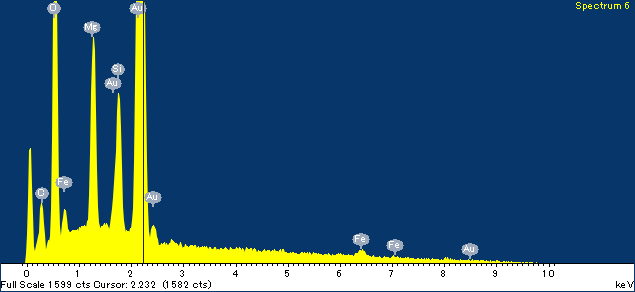 Spectrum 6
O Au
Mg
Si
Au
Fe
C
Au
Fe Fe Au
0 1 2 3 4 5 6 7 8 9 10
Full Scale 1599 cts Cursor: 2.232 (1582 cts) keV